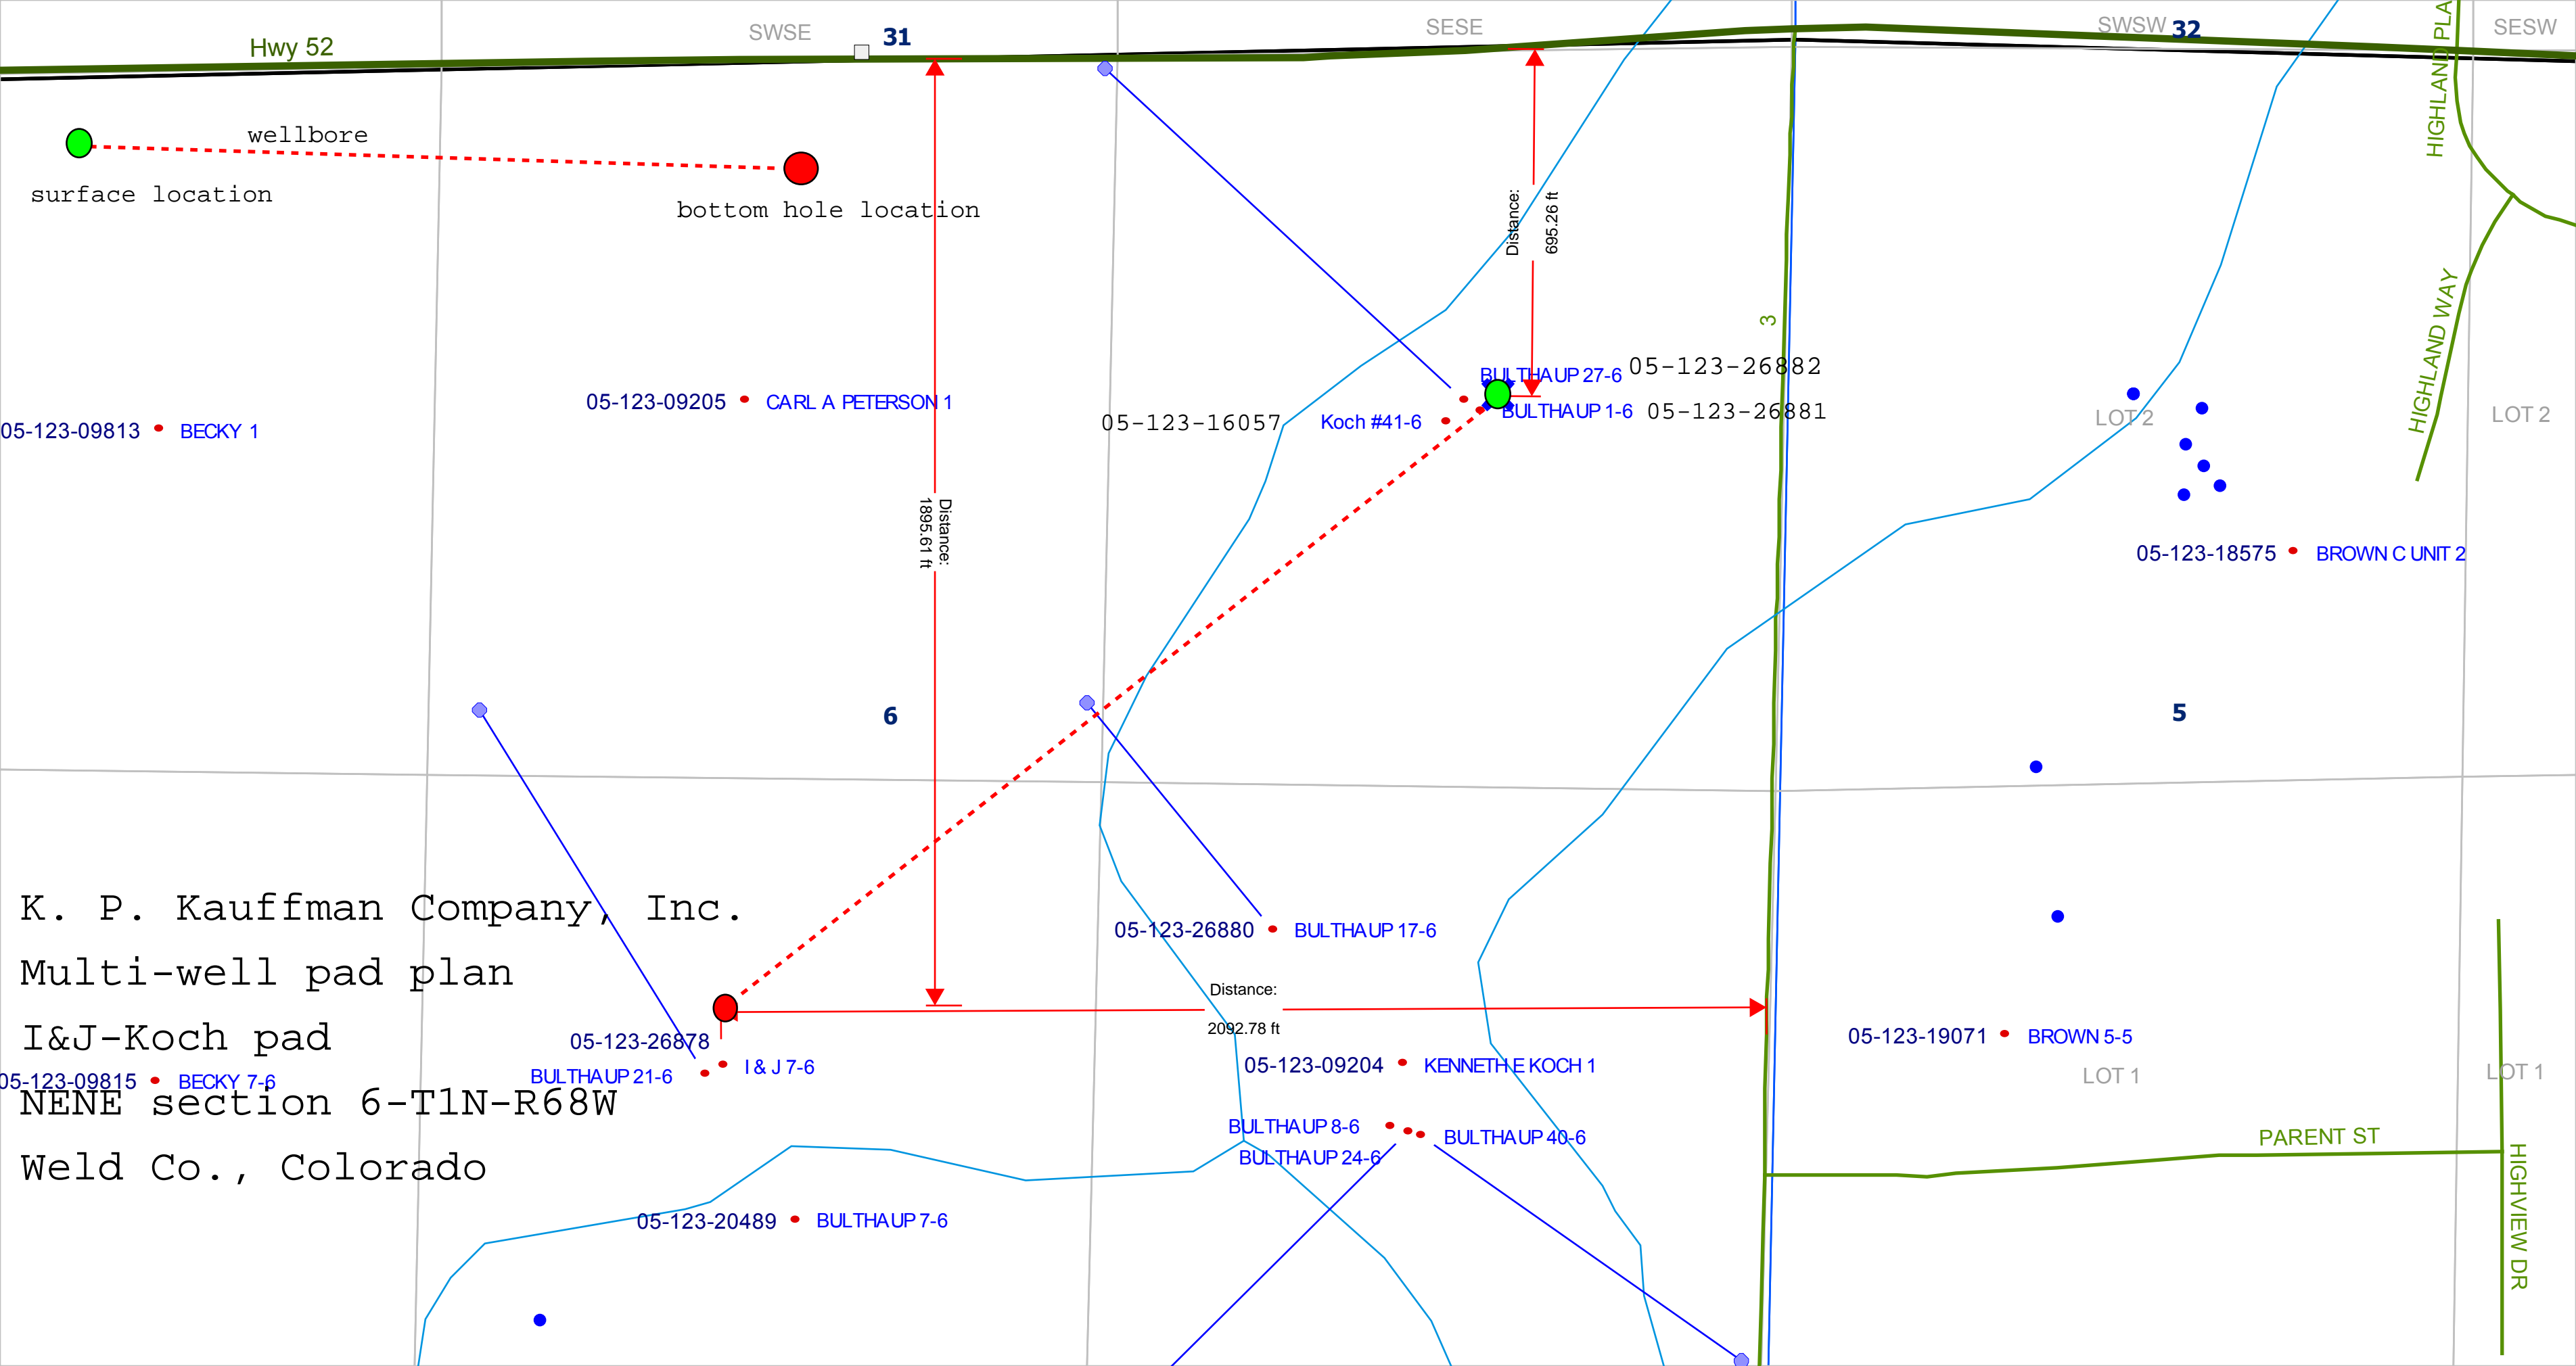 SWSE
31
SESE
SWSW
32
SESW
Hwy 52
HIGHLAND PLA
wellbore
surface location
bottom hole location
Distance:
695.26 ft
3
HIGHLAND WAY
BULTHAUP 27-6 05-123-26882
05-123-09205 CARL A PETERSON 1
BULTHAUP 1-6 05-123-26881
05-123-16057 Koch #41-6
LOT 2
LOT 2
05-123-09813 BECKY 1
Distance:
1895.61 ft
05-123-18575 BROWN C UNIT 2
6
5
K. P. Kauffman Company, Inc.
05-123-26880 BULTHAUP 17-6
Multi-well pad plan
Distance:
2092.78 ft
I&J-Koch pad
05-123-26878
05-123-19071 BROWN 5-5
05-123-09204 KENNETH E KOCH 1
I & J 7-6
BULTHAUP 21-6
LOT 1
LOT 1
05-123-09815 BECKY 7-6
NENE section 6-T1N-R68W
BULTHAUP 8-6
BULTHAUP 40-6
PARENT ST
BULTHAUP 24-6
Weld Co., Colorado
HIGHVIEW DR
05-123-20489 BULTHAUP 7-6